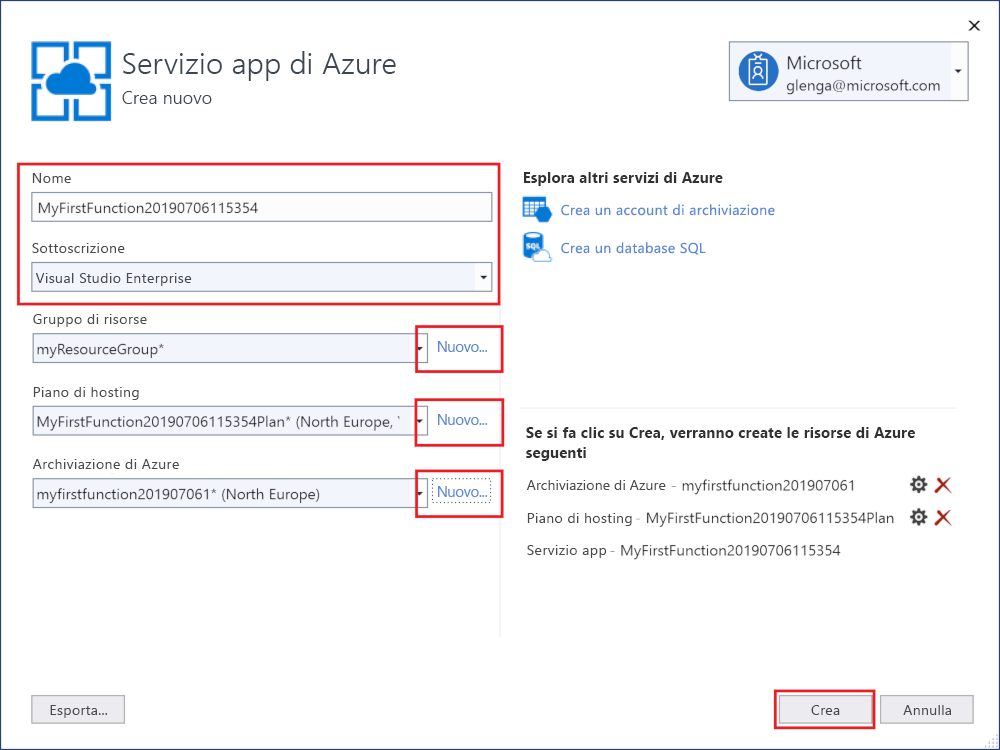 Servizio app di Azure
Crea nuovo
Microsoft
glenga@microsoft.com
Nome
MyFirstFunction20190706115354
Sottoscrizione
Visual Studio Enterprise
Gruppo di risorse
myResourceGroup*
Nuovo...
Piano di hosting
MyFirstFunction20190706115354Plan* (North Europe,
Nuovo...
Archiviazione di Azure
myfirstfunction201907061* (North Europe)
Nuovo...
Esplora altri servizi di Azure
Crea un account di archiviazione
SQL
Crea un database SQL
Se si fa clic su Crea, verranno create le risorse di Azure
seguenti
Archiviazione di Azure - myfirstfunction201907061
Piano di hosting - MyFirstFunction20190706115354Plan
Servizio app - MyFirstFunction20190706115354
Esporta...
Crea
Annulla